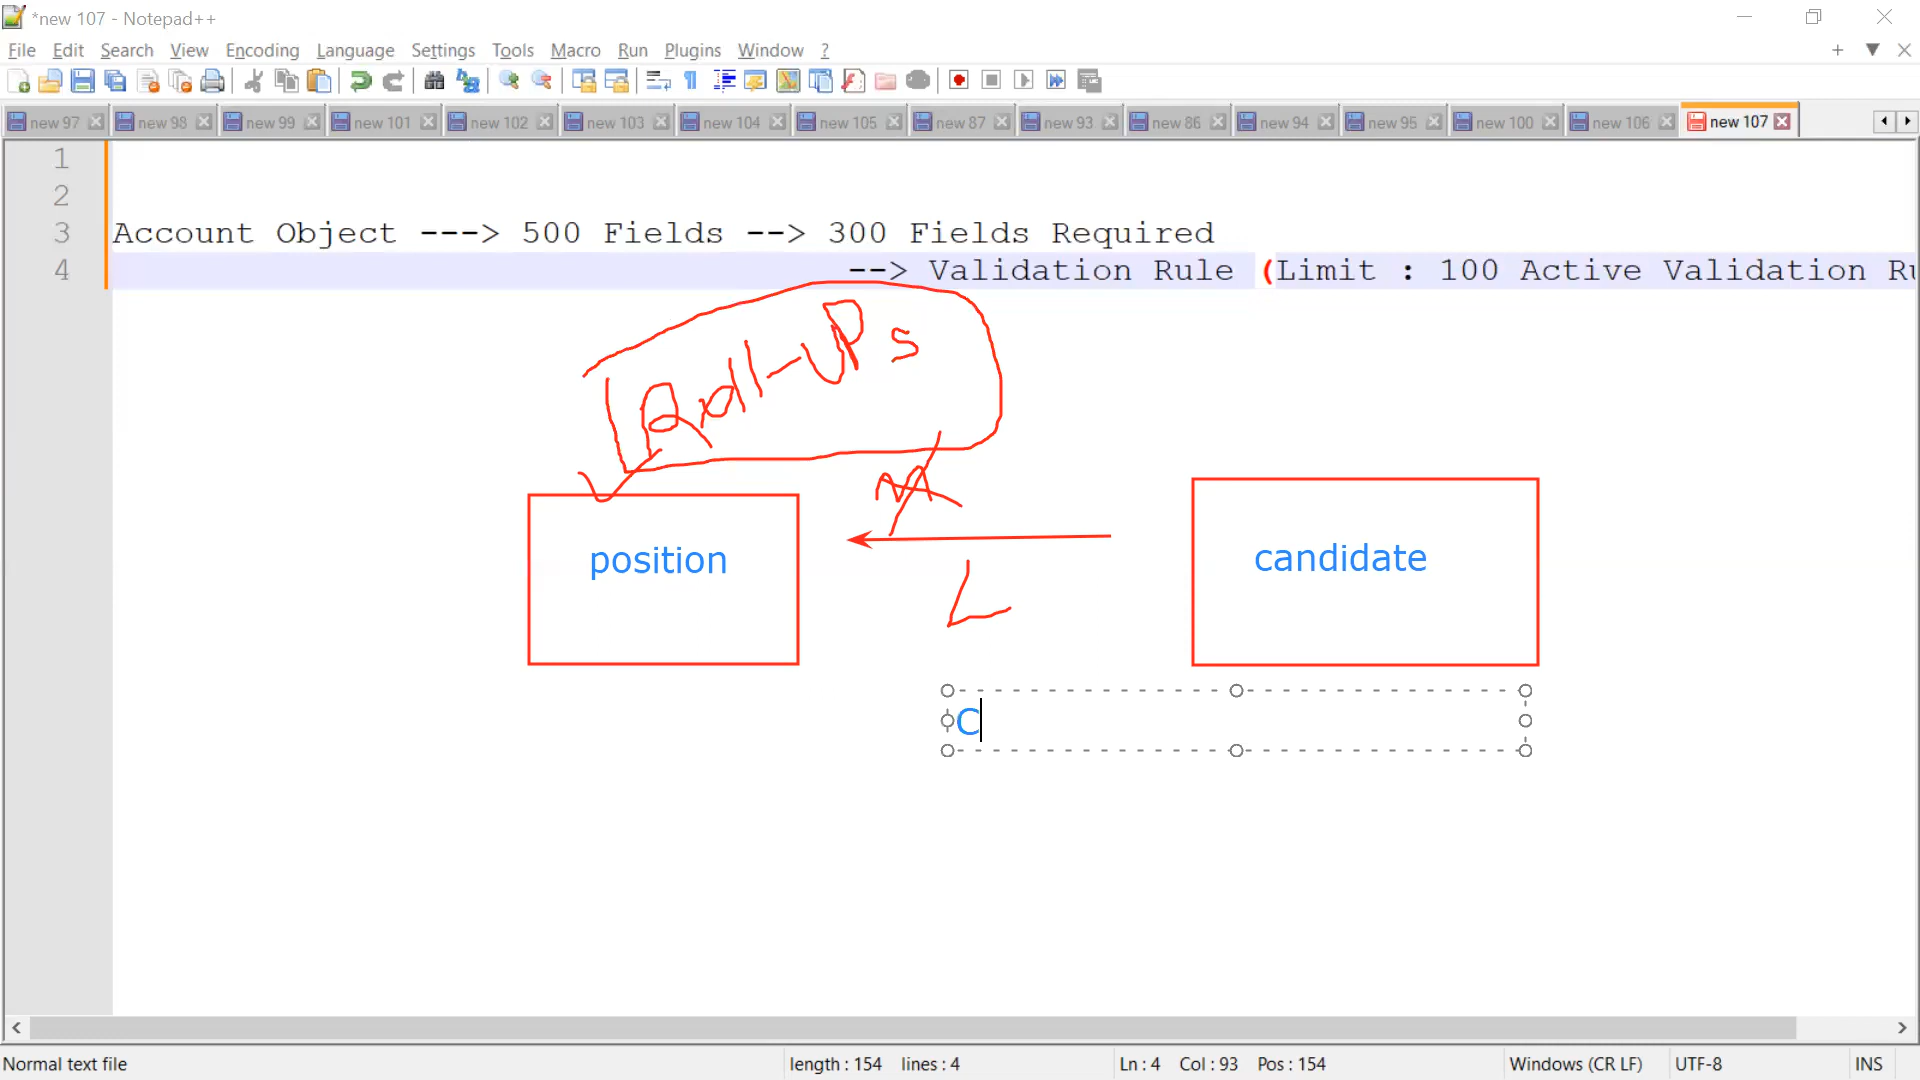 *new 107 - Notepad++
File Edit Search View Encoding Language Settings Tools Macro Run Plugins Window ?
new 97 new 98 new 99 new 101 new 102 new 103 new 104 new 105 new 87 new 93 new 86 new 94 new 95 new 100 new 106 new 107
1
2
3 Account Object ---> 500 Fields --> 300 Fields Required
4 --> Validation Rule (Limit : 100 Active Validation Ru
Roll-UPs
position
candidate
L
C
Normal text file length : 154 lines : 4 Ln : 4 Col : 93 Pos : 154 Windows (CR LF) UTF-8 INS